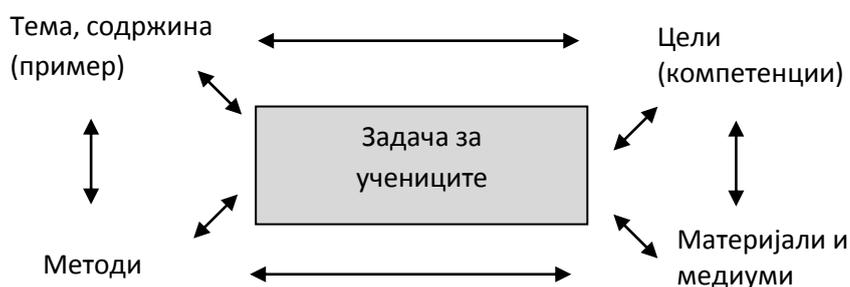 Тема, содржина
(пример)
Цели
(компетенции)
Задача за
учениците
Методи
Материјали и
медиуми